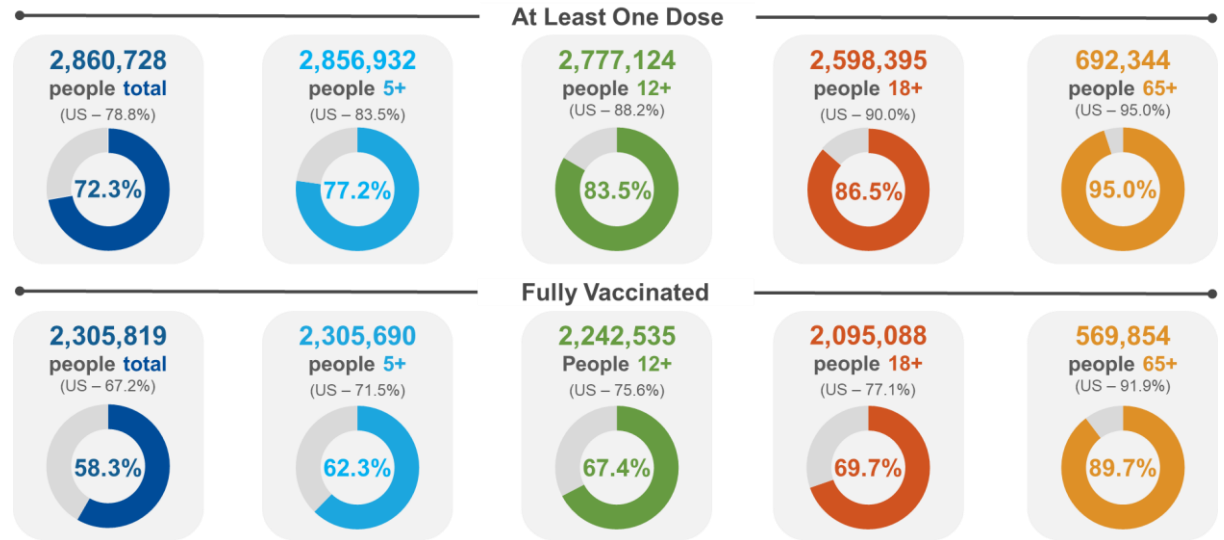 At Least One Dose
2,860,728
people total
(US – 78.8%)
72.3%
2,856,932
people 5+
(US – 83.5%)
77.2%
2,777,124
people 12+
(US – 88.2%)
83.5%
2,598,395
people 18+
(US – 90.0%)
86.5%
692,344
people 65+
(US – 95.0%)
95.0%
Fully Vaccinated
2,305,819
people total
(US – 67.2%)
58.3%
2,305,690
people 5+
(US – 71.5%)
62.3%
2,242,535
People 12+
(US – 75.6%)
67.4%
2,095,088
people 18+
(US – 77.1%)
69.7%
569,854
people 65+
(US – 91.9%)
89.7%